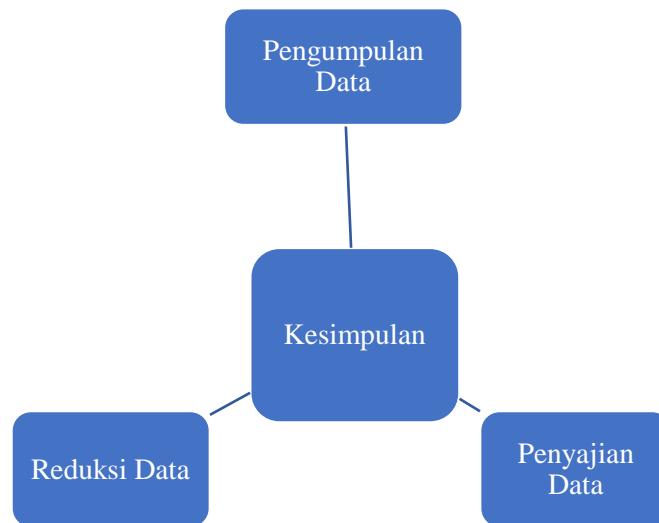 Pengumpulan
Data
Kesimpulan
Reduksi Data
Penyajian
Data